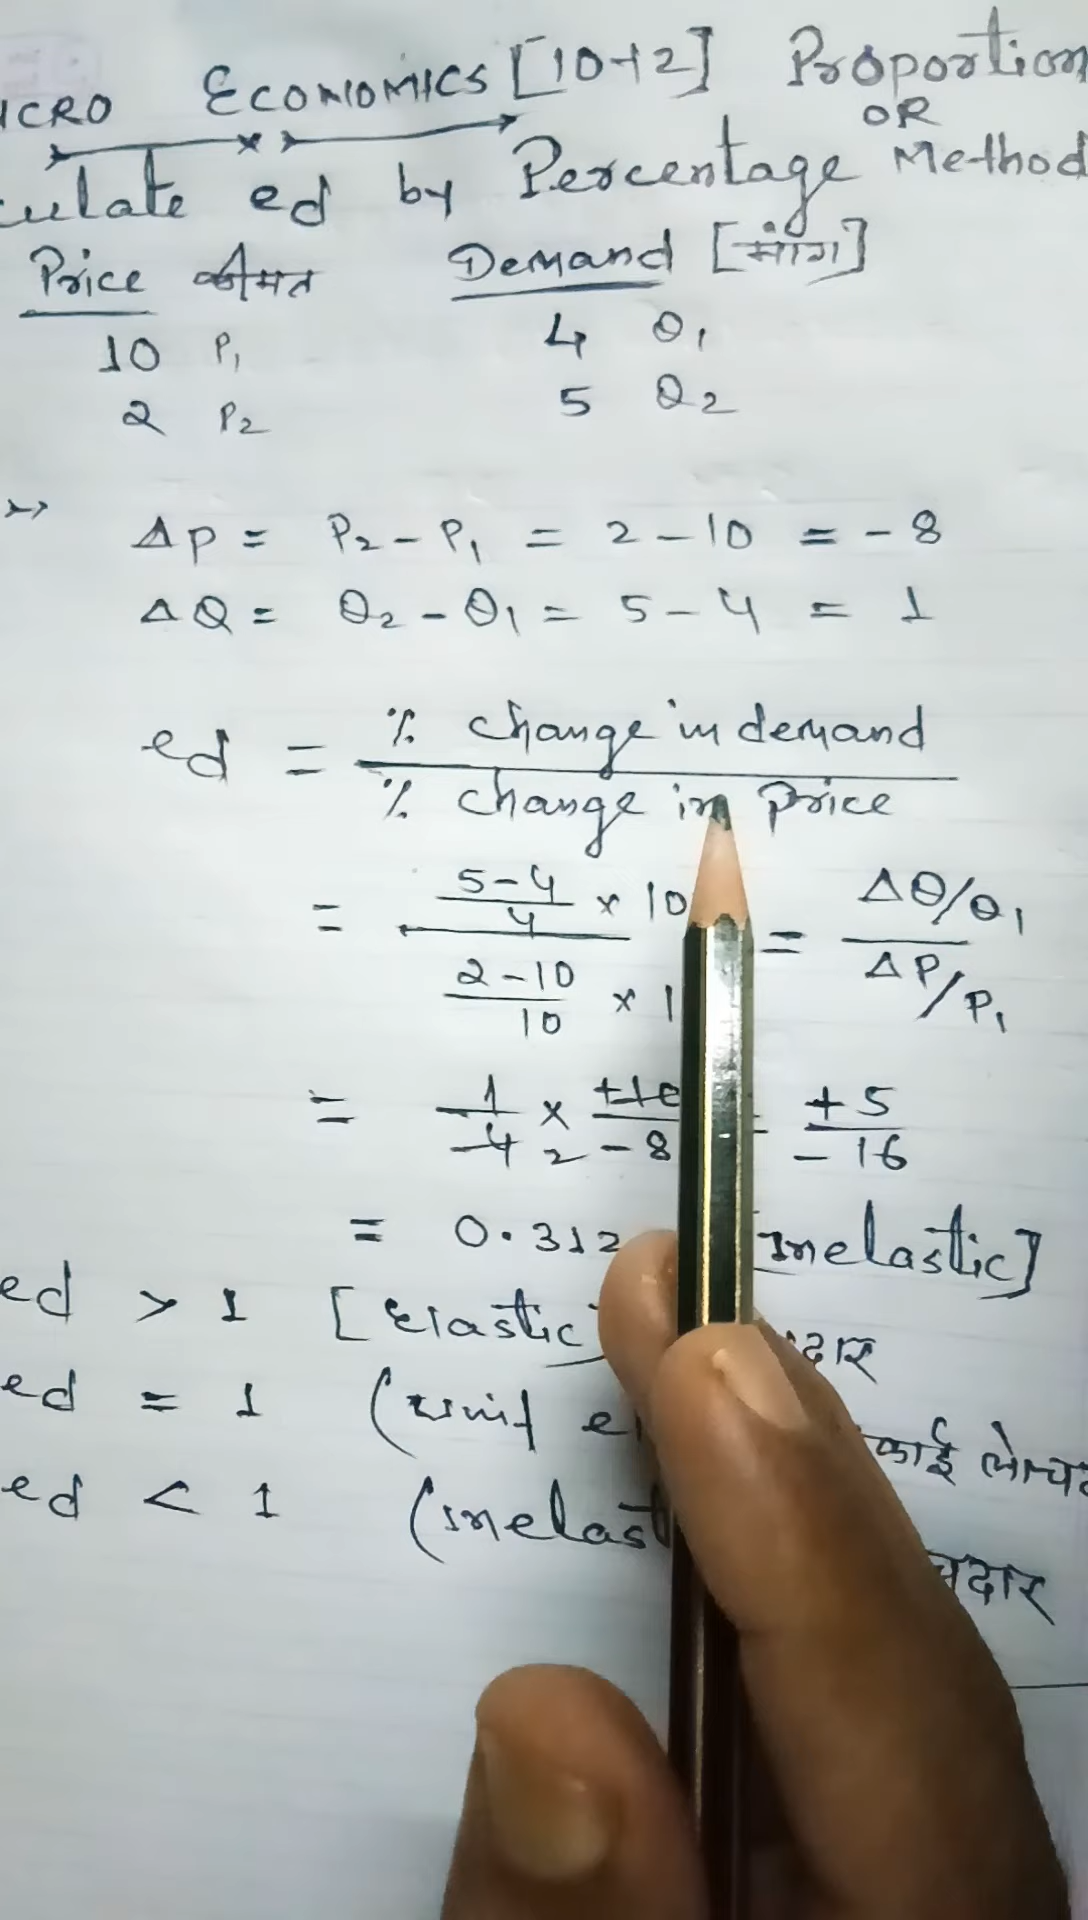 ECONOMICS [10+2] Proportion
OR
ed by Percentage Method
Price कीमत Demand [मांग]
10 P₁ 4 Q₁
2 P₂ 5 Q₂
ΔP = P₂ - P₁ = 2 - 10 = - 8
ΔQ = Q₂ - Q₁ = 5 - 4 = 1
ed = % change in demand
% change in price
= 5-4/4 × 10 = ΔQ/Q₁
2-10/10 × 1 ΔP/P₁
= 1/4 × +10/-8 +5/-16
= 0.312 Inelastic]
ed > 1 [Elastic
ed = 1 (unit
ed < 1